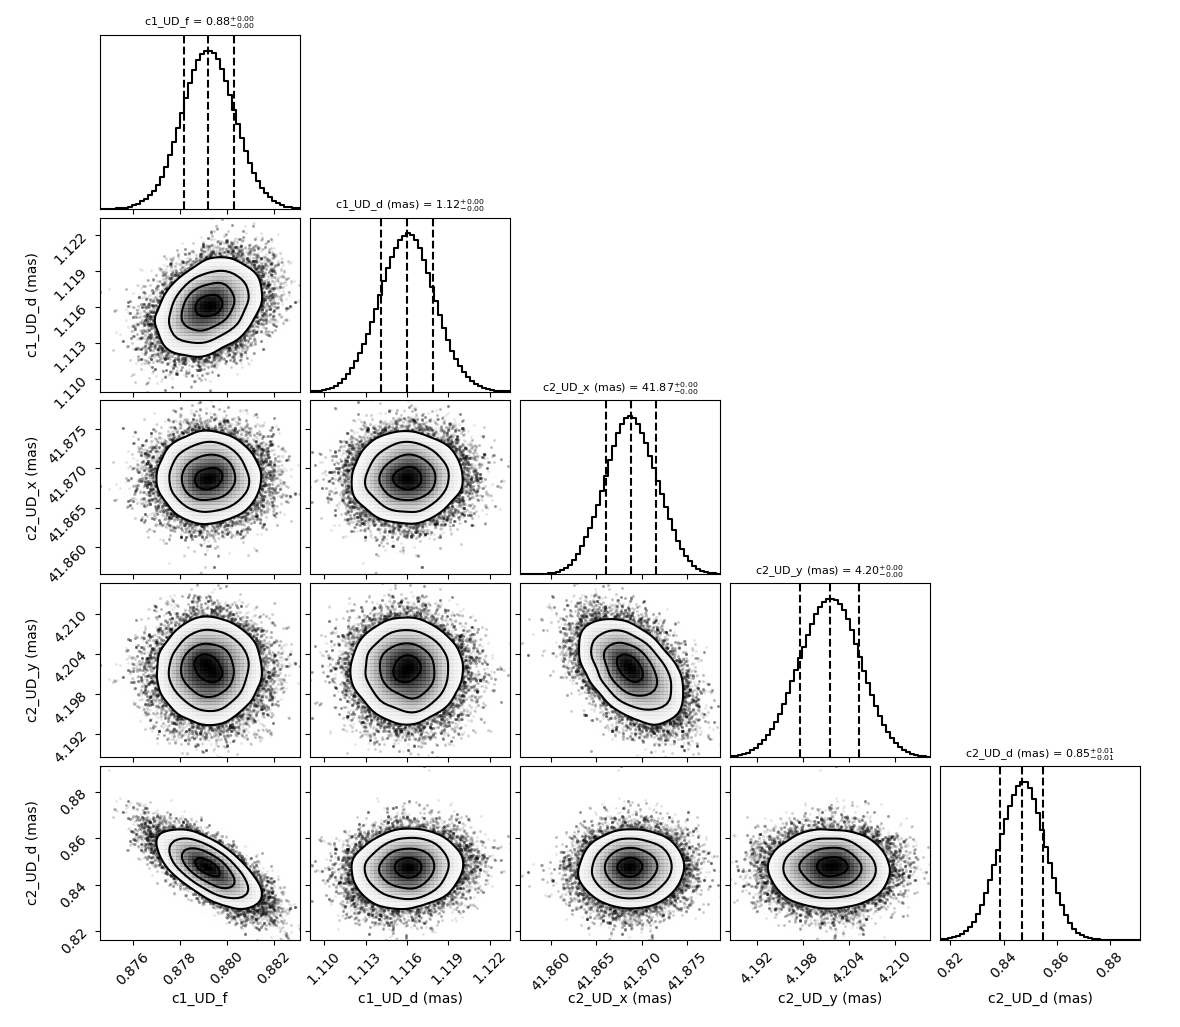 c1_UD_f = 0.88+0.00 −0.00
c1_UD_d (mas) = 1.12+0.00 −0.00
1.122
1.119
1.116
1.113
1.110
c1_UD_d (mas)
c2_UD_x (mas) = 41.87+0.00 −0.00
41.875
41.870
41.865
41.860
c2_UD_x (mas)
c2_UD_y (mas) = 4.20+0.00 −0.00
4.210
4.204
4.198
4.192
c2_UD_y (mas)
c2_UD_d (mas) = 0.85+0.01 −0.01
0.88
0.86
0.84
0.82
c2_UD_d (mas)
0.876 0.878 0.880 0.882
1.110 1.113 1.116 1.119 1.122
41.860 41.865 41.870 41.875
4.192 4.198 4.204 4.210
0.82 0.84 0.86 0.88
c1_UD_f
c1_UD_d (mas)
c2_UD_x (mas)
c2_UD_y (mas)
c2_UD_d (mas)